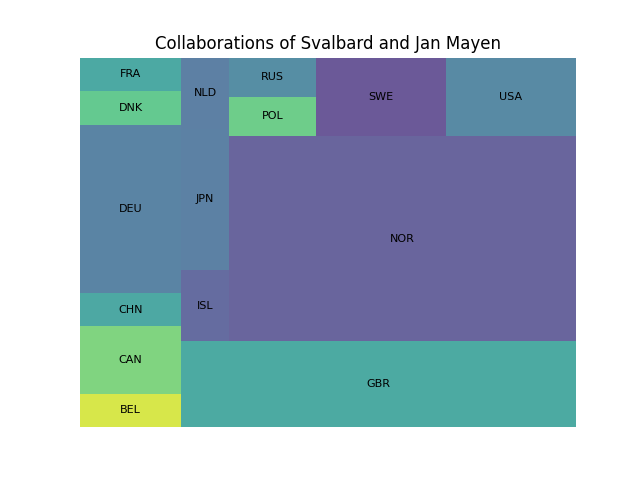 Collaborations of Svalbard and Jan Mayen
FRA
DNK
DEU
CHN
CAN
BEL
NLD
JPN
ISL
RUS
POL
SWE
USA
NOR
GBR